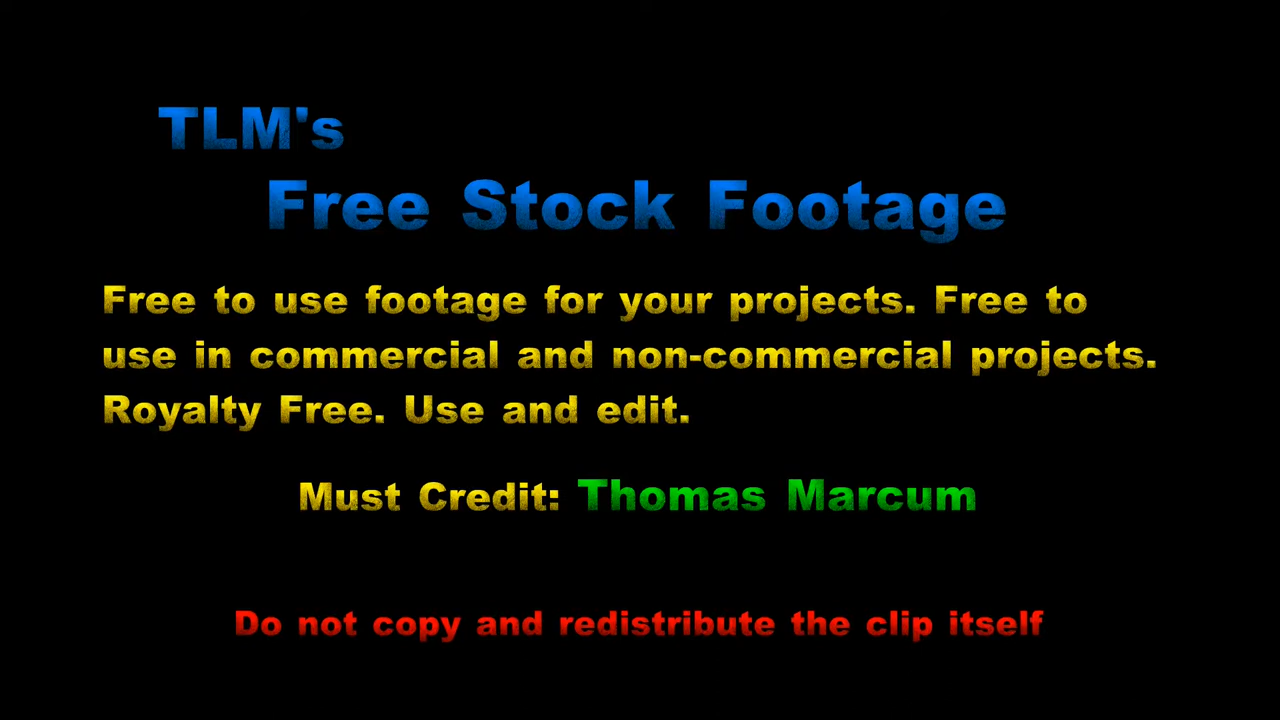 TLM's
Free Stock Footage
Free to use footage for your projects. Free to
use in commercial and non-commercial projects.
Royalty Free. Use and edit.
Must Credit: Thomas Marcum
Do not copy and redistribute the clip itself